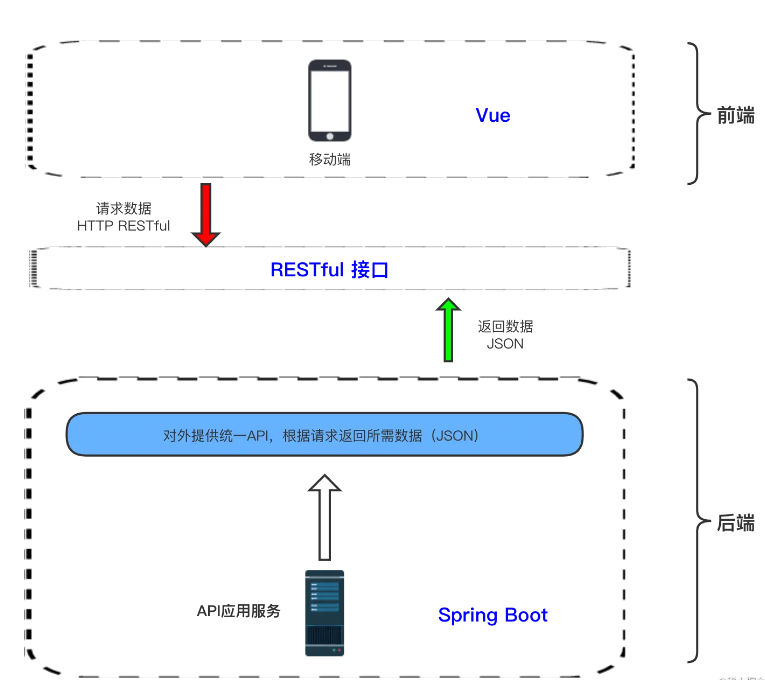 Vue
前端
移动端
请求数据
HTTP RESTful
RESTful 接口
返回数据
JSON
对外提供统一API，根据请求返回所需数据（JSON）
后端
API应用服务
Spring Boot